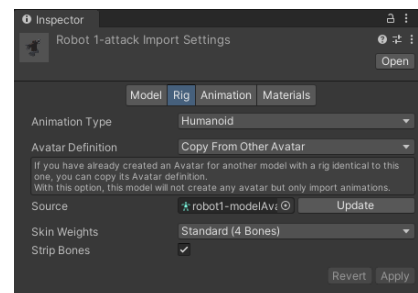 Inspector
Robot 1-attack Import Settings
Open
Model Rig Animation Materials
Animation Type Humanoid
Avatar Definition Copy From Other Avatar
If you have already created an Avatar for another model with a rig identical to this
one, you can copy its Avatar definition.
With this option, this model will not create any avatar but only import animations.
Source robot1-modelAva Update
Skin Weights Standard (4 Bones)
Strip Bones
Revert Apply